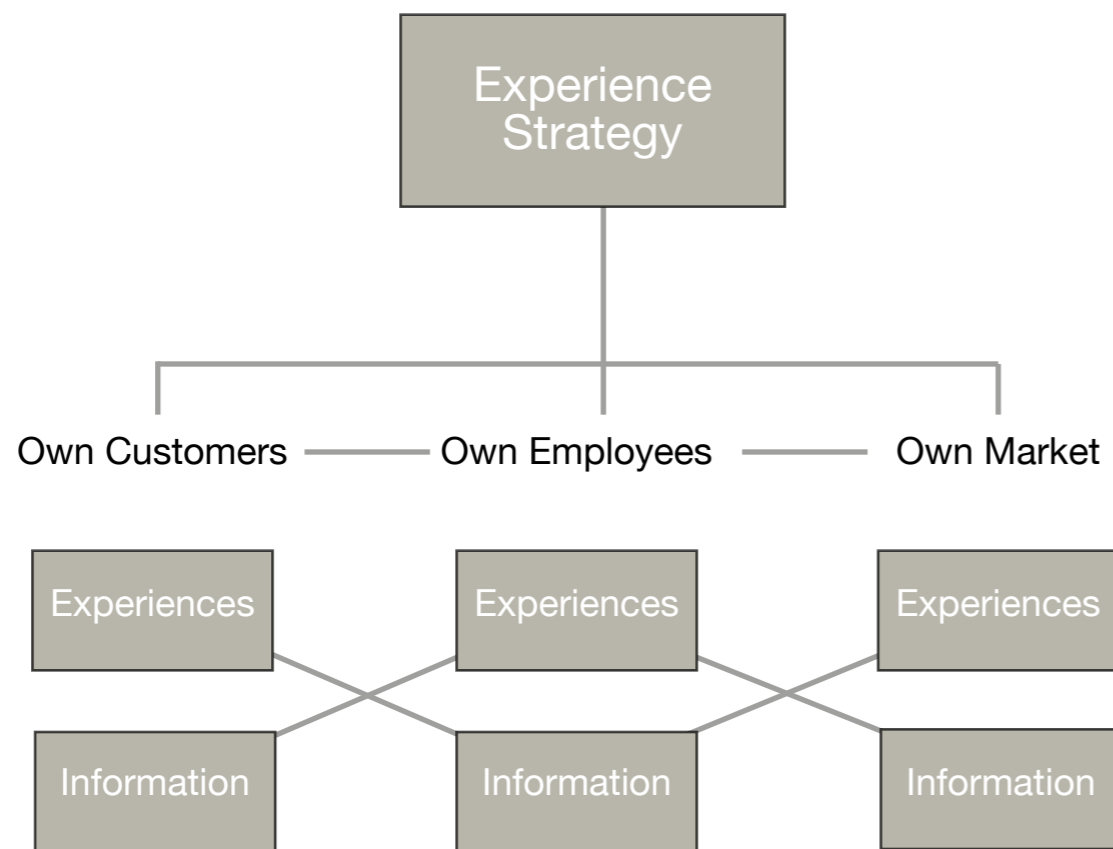 Experience
Strategy
Own Customers
Own Employees
Own Market
Experiences
Experiences
Experiences
Information
Information
Information